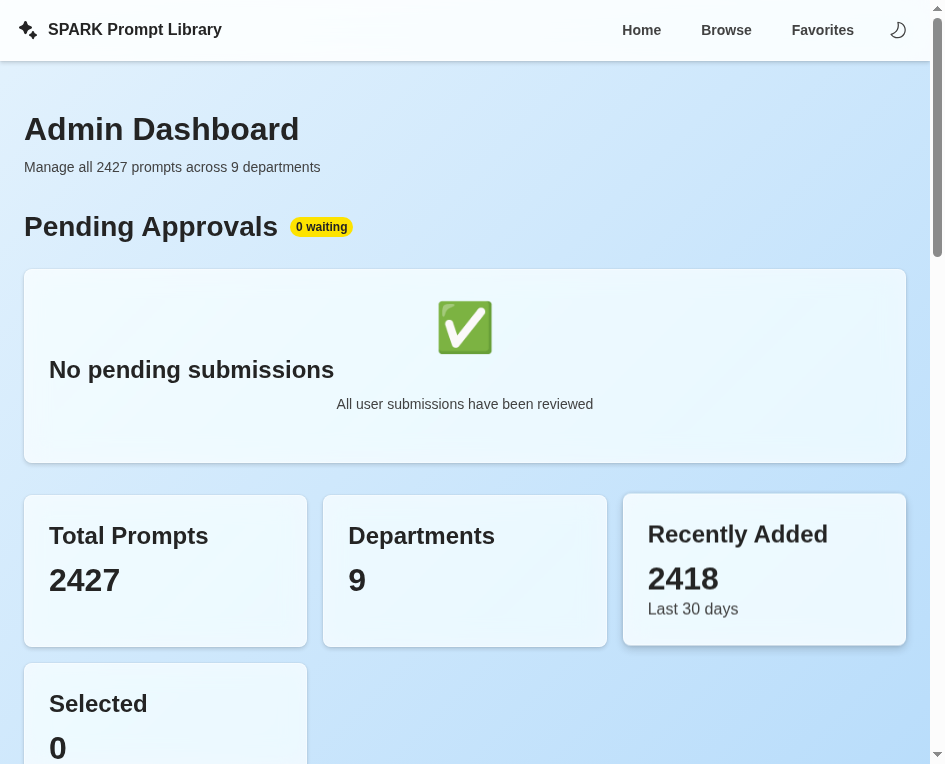 SPARK Prompt Library
Home Browse Favorites
Admin Dashboard
Manage all 2427 prompts across 9 departments
Pending Approvals 0 waiting
No pending submissions
All user submissions have been reviewed
Total Prompts
2427
Departments
9
Recently Added
2418
Last 30 days
Selected
0